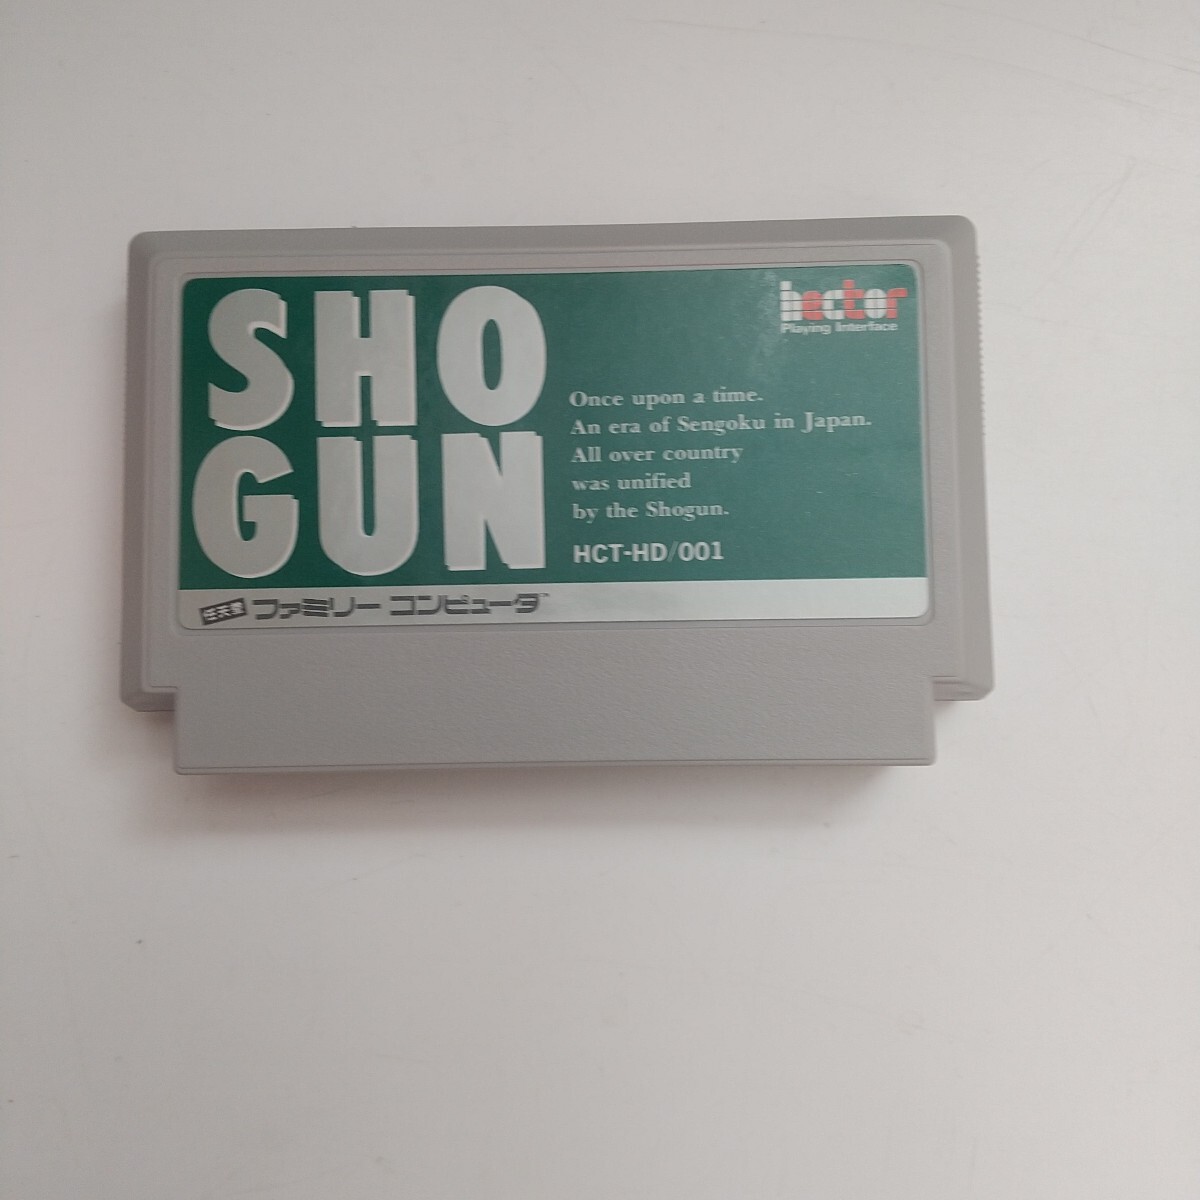 SHO
GUN
hector
Playing Interface
Once upon a time.
An era of Sengoku in Japan.
All over country
was unified
by the Shogun.
HCT-HD/001
任天堂 ファミリー コンピュータ™